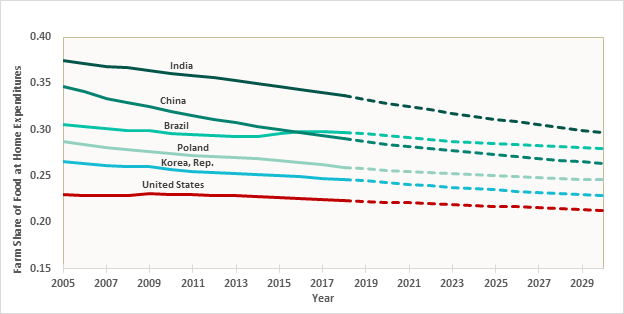 0.40
0.35
0.30
0.25
0.20
0.15
Farm Share of Food at Home Expenditures
India
China
Brazil
Poland
Korea, Rep.
United States
2005 2007 2009 2011 2013 2015 2017 2019 2021 2023 2025 2027 2029
Year